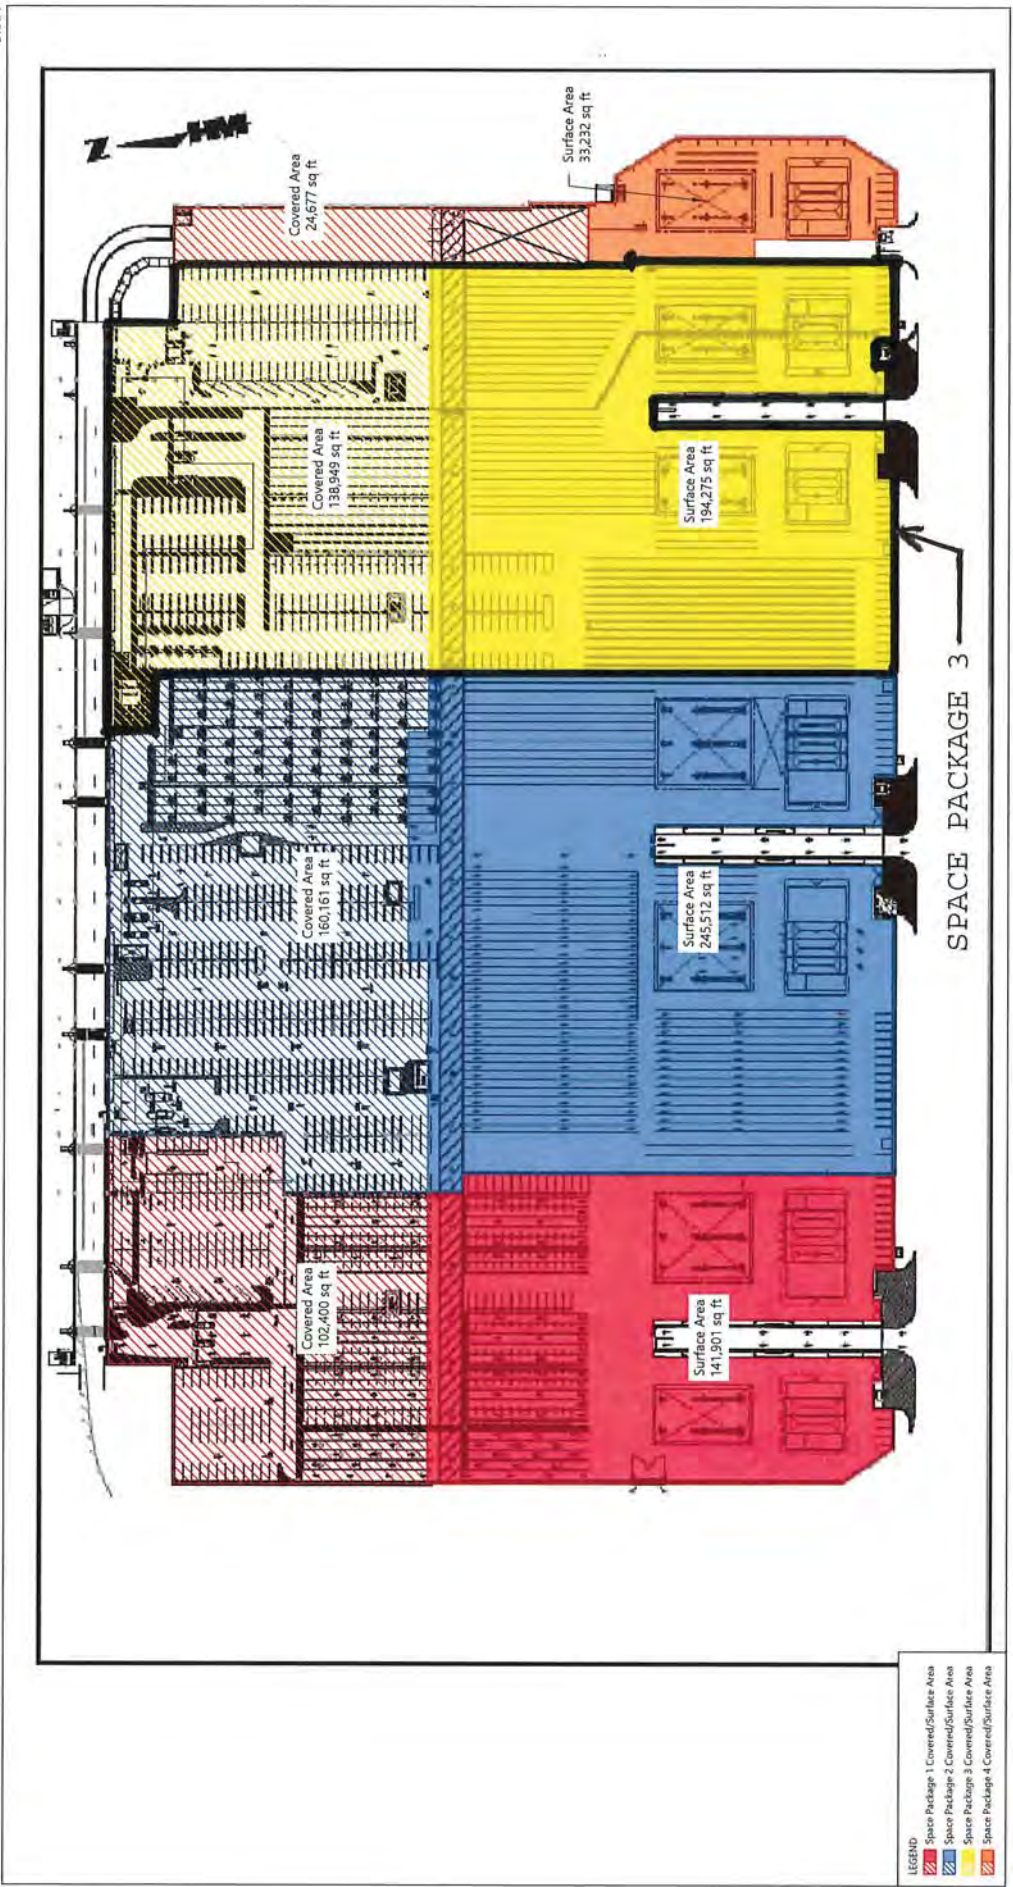 Covered Area
102,400 sq ft
Covered Area
160,161 sq ft
Covered Area
138,949 sq ft
Covered Area
24,677 sq ft
Surface Area
33,232 sq ft
Surface Area
141,901 sq ft
Surface Area
245,512 sq ft
Surface Area
194,275 sq ft
SPACE PACKAGE 3
LEGEND
Space Package 1 Covered/Surface Area
Space Package 2 Covered/Surface Area
Space Package 3 Covered/Surface Area
Space Package 4 Covered/Surface Area